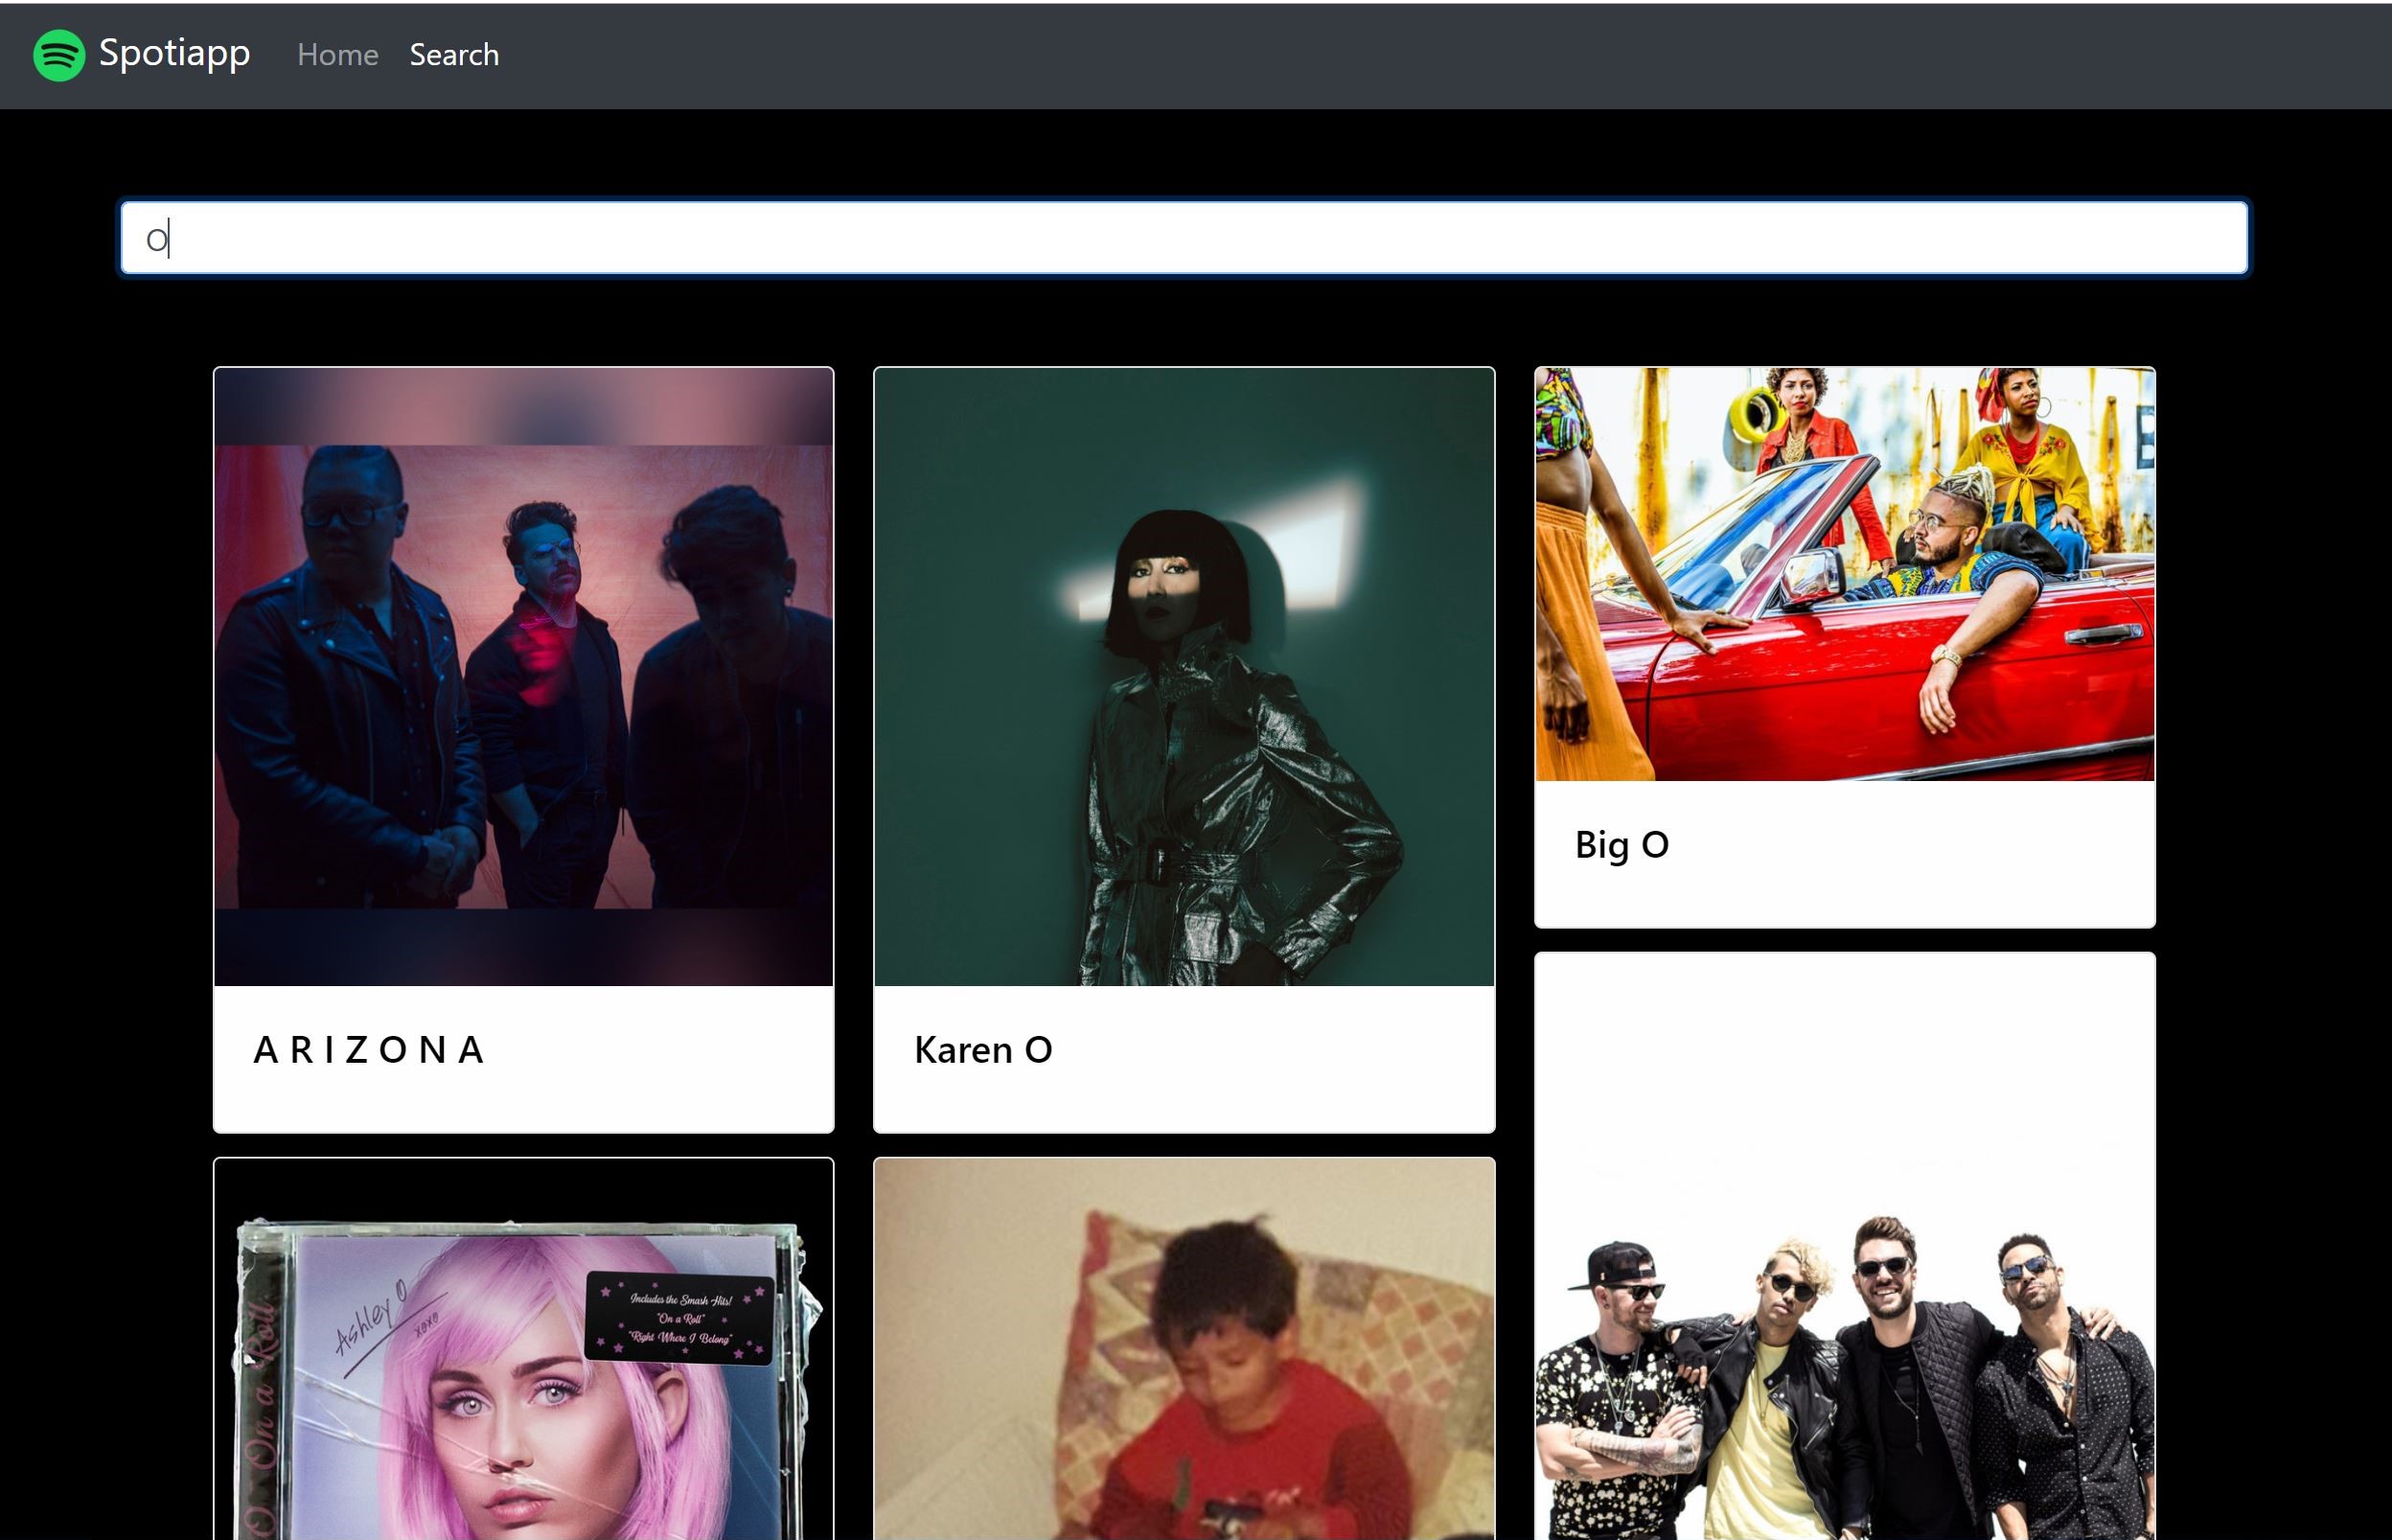 Spotiapp Home Search
O
A R I Z O N A
Karen O
Big O
Ashley O
xoxo
Includes the Smash Hits!
"On a Roll"
"Right Where I Belong"
O On a Roll